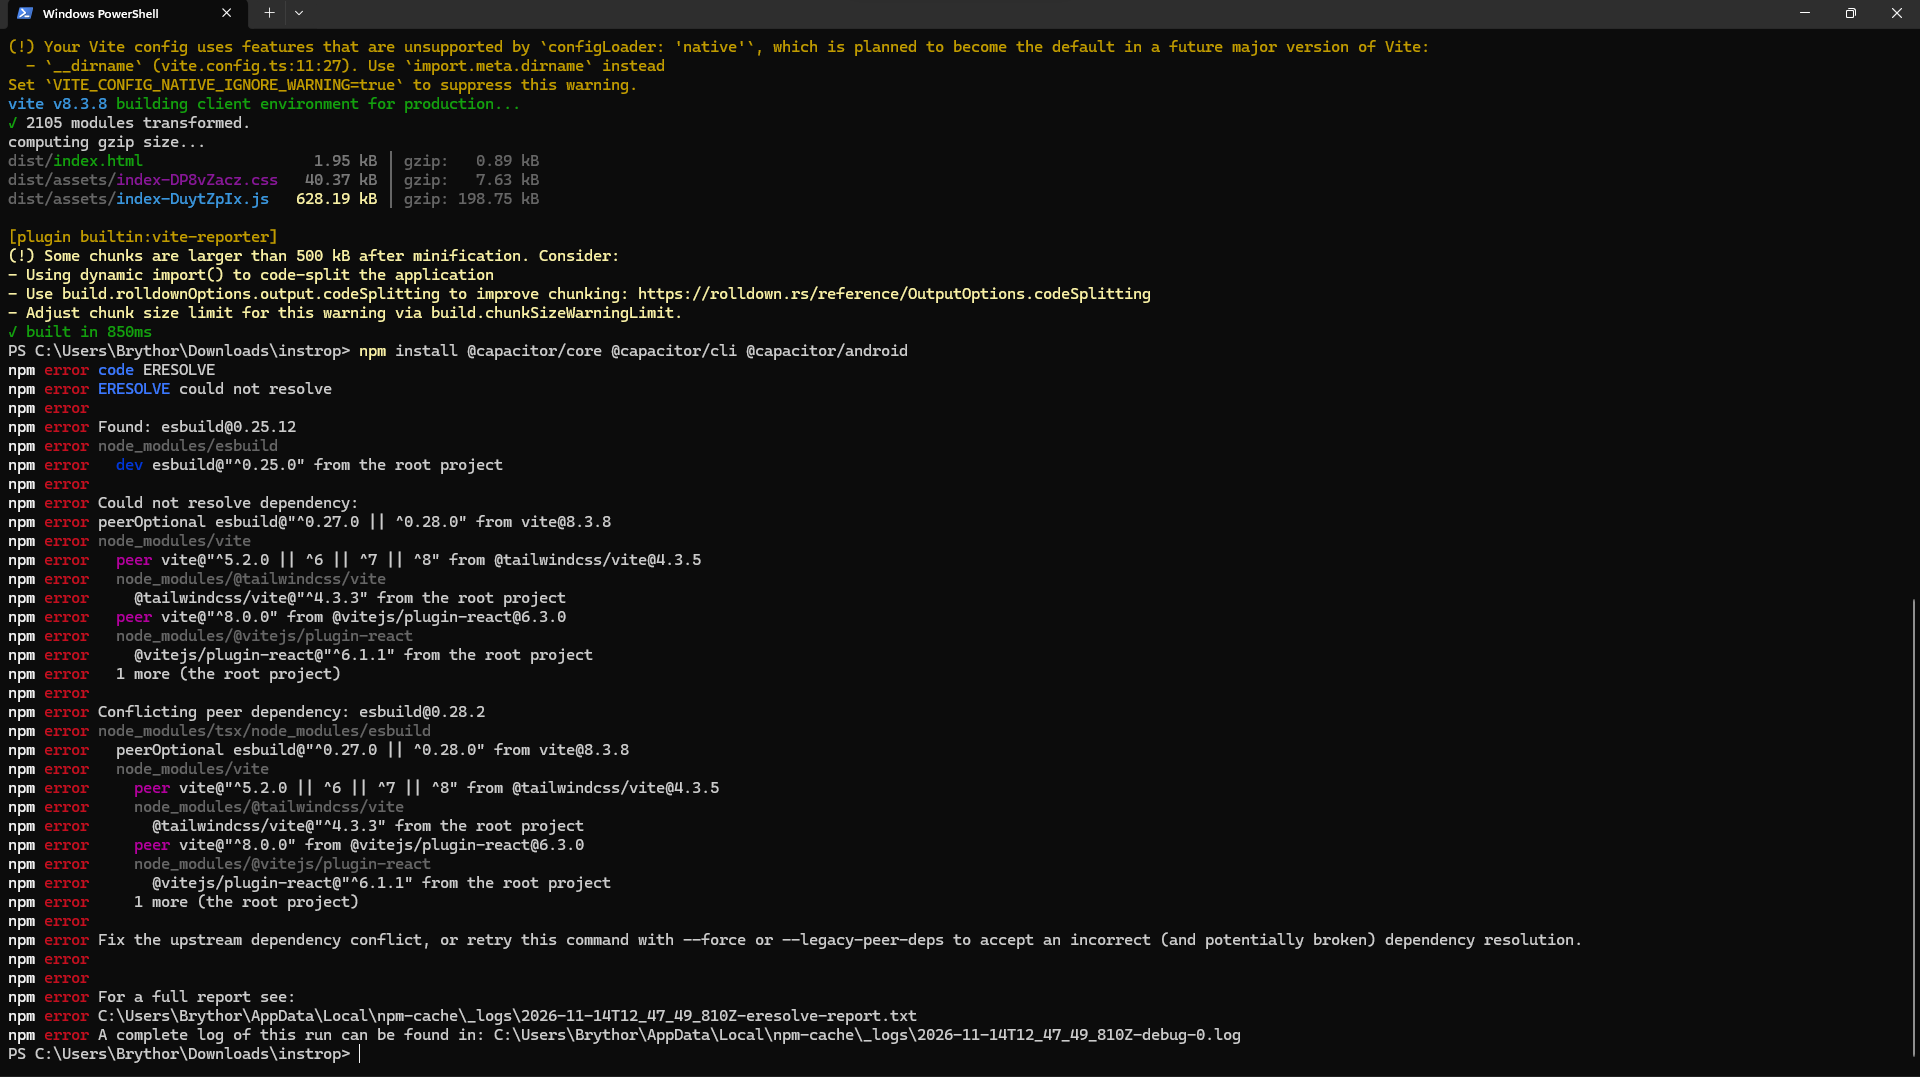 Windows PowerShell
(!) Your Vite config uses features that are unsupported by `configLoader: 'native'`, which is planned to become the default in a future major version of Vite:
  - `__dirname` (vite.config.ts:11:27). Use `import.meta.dirname` instead
Set `VITE_CONFIG_NATIVE_IGNORE_WARNING=true` to suppress this warning.
vite v8.3.8 building client environment for production...
✓ 2105 modules transformed.
computing gzip size...
dist/index.html                   1.95 kB │ gzip:   0.89 kB
dist/assets/index-DP8vZacz.css   40.37 kB │ gzip:   7.63 kB
dist/assets/index-DuytZpIx.js   628.19 kB │ gzip: 198.75 kB

[plugin builtin:vite-reporter]
(!) Some chunks are larger than 500 kB after minification. Consider:
- Using dynamic import() to code-split the application
- Use build.rolldownOptions.output.codeSplitting to improve chunking: https://rolldown.rs/reference/OutputOptions.codeSplitting
- Adjust chunk size limit for this warning via build.chunkSizeWarningLimit.
✓ built in 850ms
PS C:\Users\Brythor\Downloads\instrop> npm install @capacitor/core @capacitor/cli @capacitor/android
npm error code ERESOLVE
npm error ERESOLVE could not resolve
npm error
npm error Found: esbuild@0.25.12
npm error node_modules/esbuild
npm error   dev esbuild@"^0.25.0" from the root project
npm error
npm error Could not resolve dependency:
npm error peerOptional esbuild@"^0.27.0 || ^0.28.0" from vite@8.3.8
npm error node_modules/vite
npm error   peer vite@"^5.2.0 || ^6 || ^7 || ^8" from @tailwindcss/vite@4.3.5
npm error   node_modules/@tailwindcss/vite
npm error     @tailwindcss/vite@"^4.3.3" from the root project
npm error   peer vite@"^8.0.0" from @vitejs/plugin-react@6.3.0
npm error   node_modules/@vitejs/plugin-react
npm error     @vitejs/plugin-react@"^6.1.1" from the root project
npm error   1 more (the root project)
npm error
npm error Conflicting peer dependency: esbuild@0.28.2
npm error node_modules/tsx/node_modules/esbuild
npm error   peerOptional esbuild@"^0.27.0 || ^0.28.0" from vite@8.3.8
npm error   node_modules/vite
npm error     peer vite@"^5.2.0 || ^6 || ^7 || ^8" from @tailwindcss/vite@4.3.5
npm error     node_modules/@tailwindcss/vite
npm error       @tailwindcss/vite@"^4.3.3" from the root project
npm error     peer vite@"^8.0.0" from @vitejs/plugin-react@6.3.0
npm error     node_modules/@vitejs/plugin-react
npm error       @vitejs/plugin-react@"^6.1.1" from the root project
npm error     1 more (the root project)
npm error
npm error Fix the upstream dependency conflict, or retry this command with --force or --legacy-peer-deps to accept an incorrect (and potentially broken) dependency resolution.
npm error
npm error
npm error For a full report see:
npm error C:\Users\Brythor\AppData\Local\npm-cache\_logs\2026-11-14T12_47_49_810Z-eresolve-report.txt
npm error A complete log of this run can be found in: C:\Users\Brythor\AppData\Local\npm-cache\_logs\2026-11-14T12_47_49_810Z-debug-0.log
PS C:\Users\Brythor\Downloads\instrop>